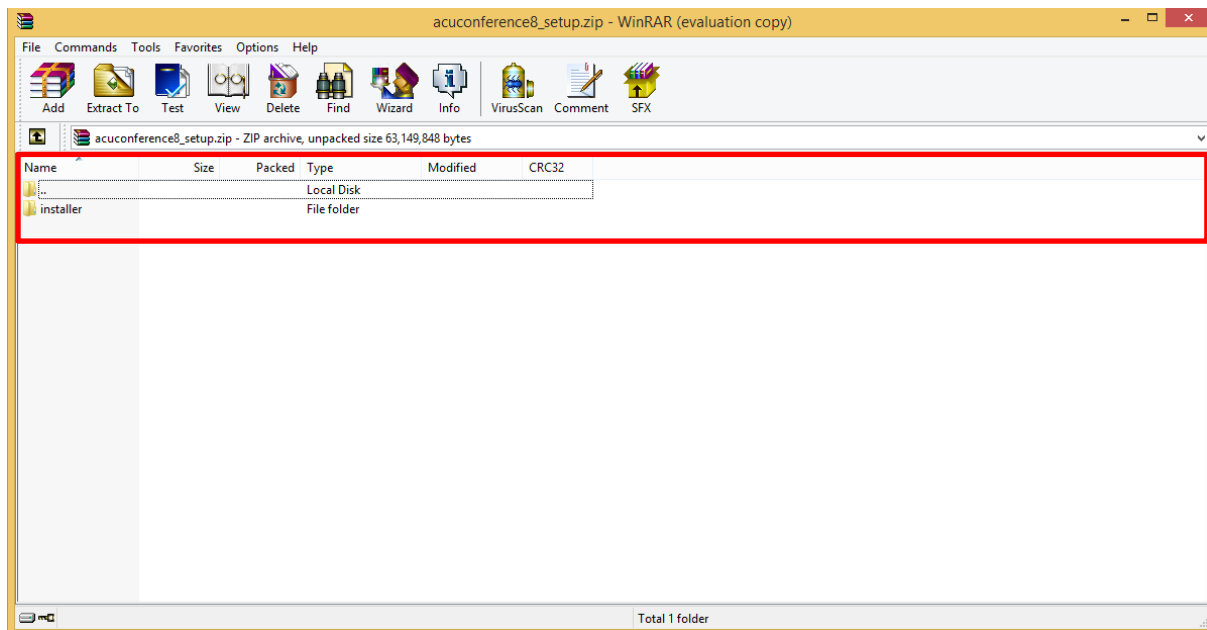 acuconference8_setup.zip - WinRAR (evaluation copy)
File Commands Tools Favorites Options Help
Add Extract To Test View Delete Find Wizard Info VirusScan Comment SFX
acuconference8_setup.zip - ZIP archive, unpacked size 63,149,848 bytes
Name Size Packed Type Modified CRC32
.. Local Disk
installer File folder
Total 1 folder